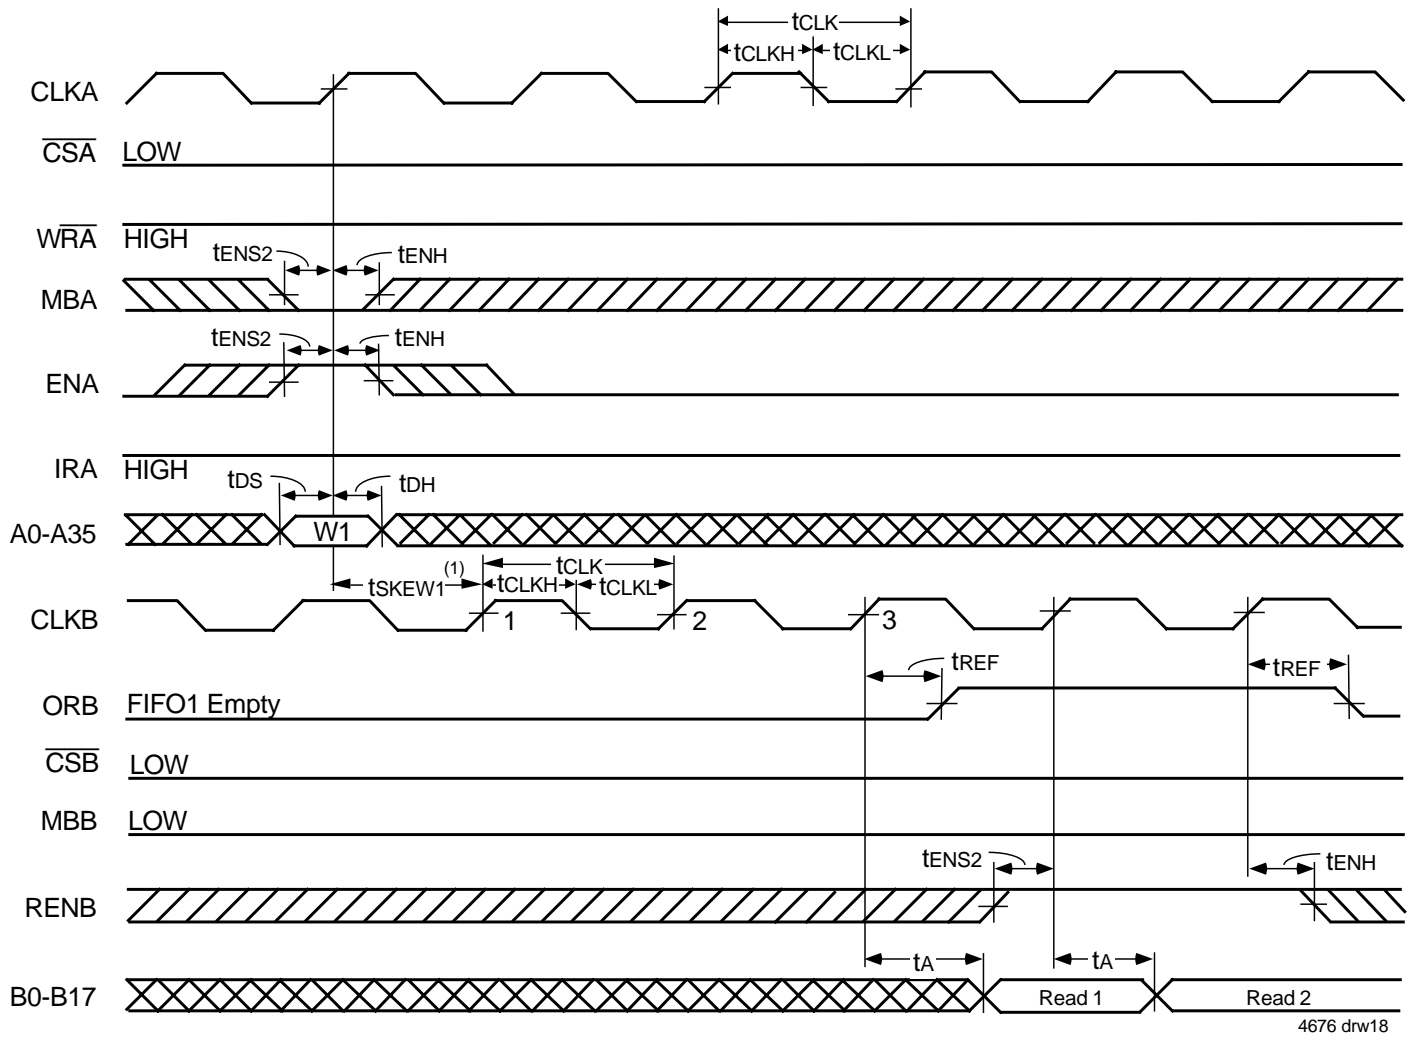 tCLK
tCLKH tCLKL
CLKA
CSA LOW
WRA HIGH
tENS2 tENH
MBA
tENS2 tENH
ENA
IRA HIGH
tDS tDH
A0-A35 W1
tSKEW1(1) tCLK
tCLKH tCLKL
CLKB 1 2 3
tREF tREF
ORB FIFO1 Empty
CSB LOW
MBB LOW
tENS2 tENH
RENB
tA tA
B0-B17 Read 1 Read 2
4676 drw18